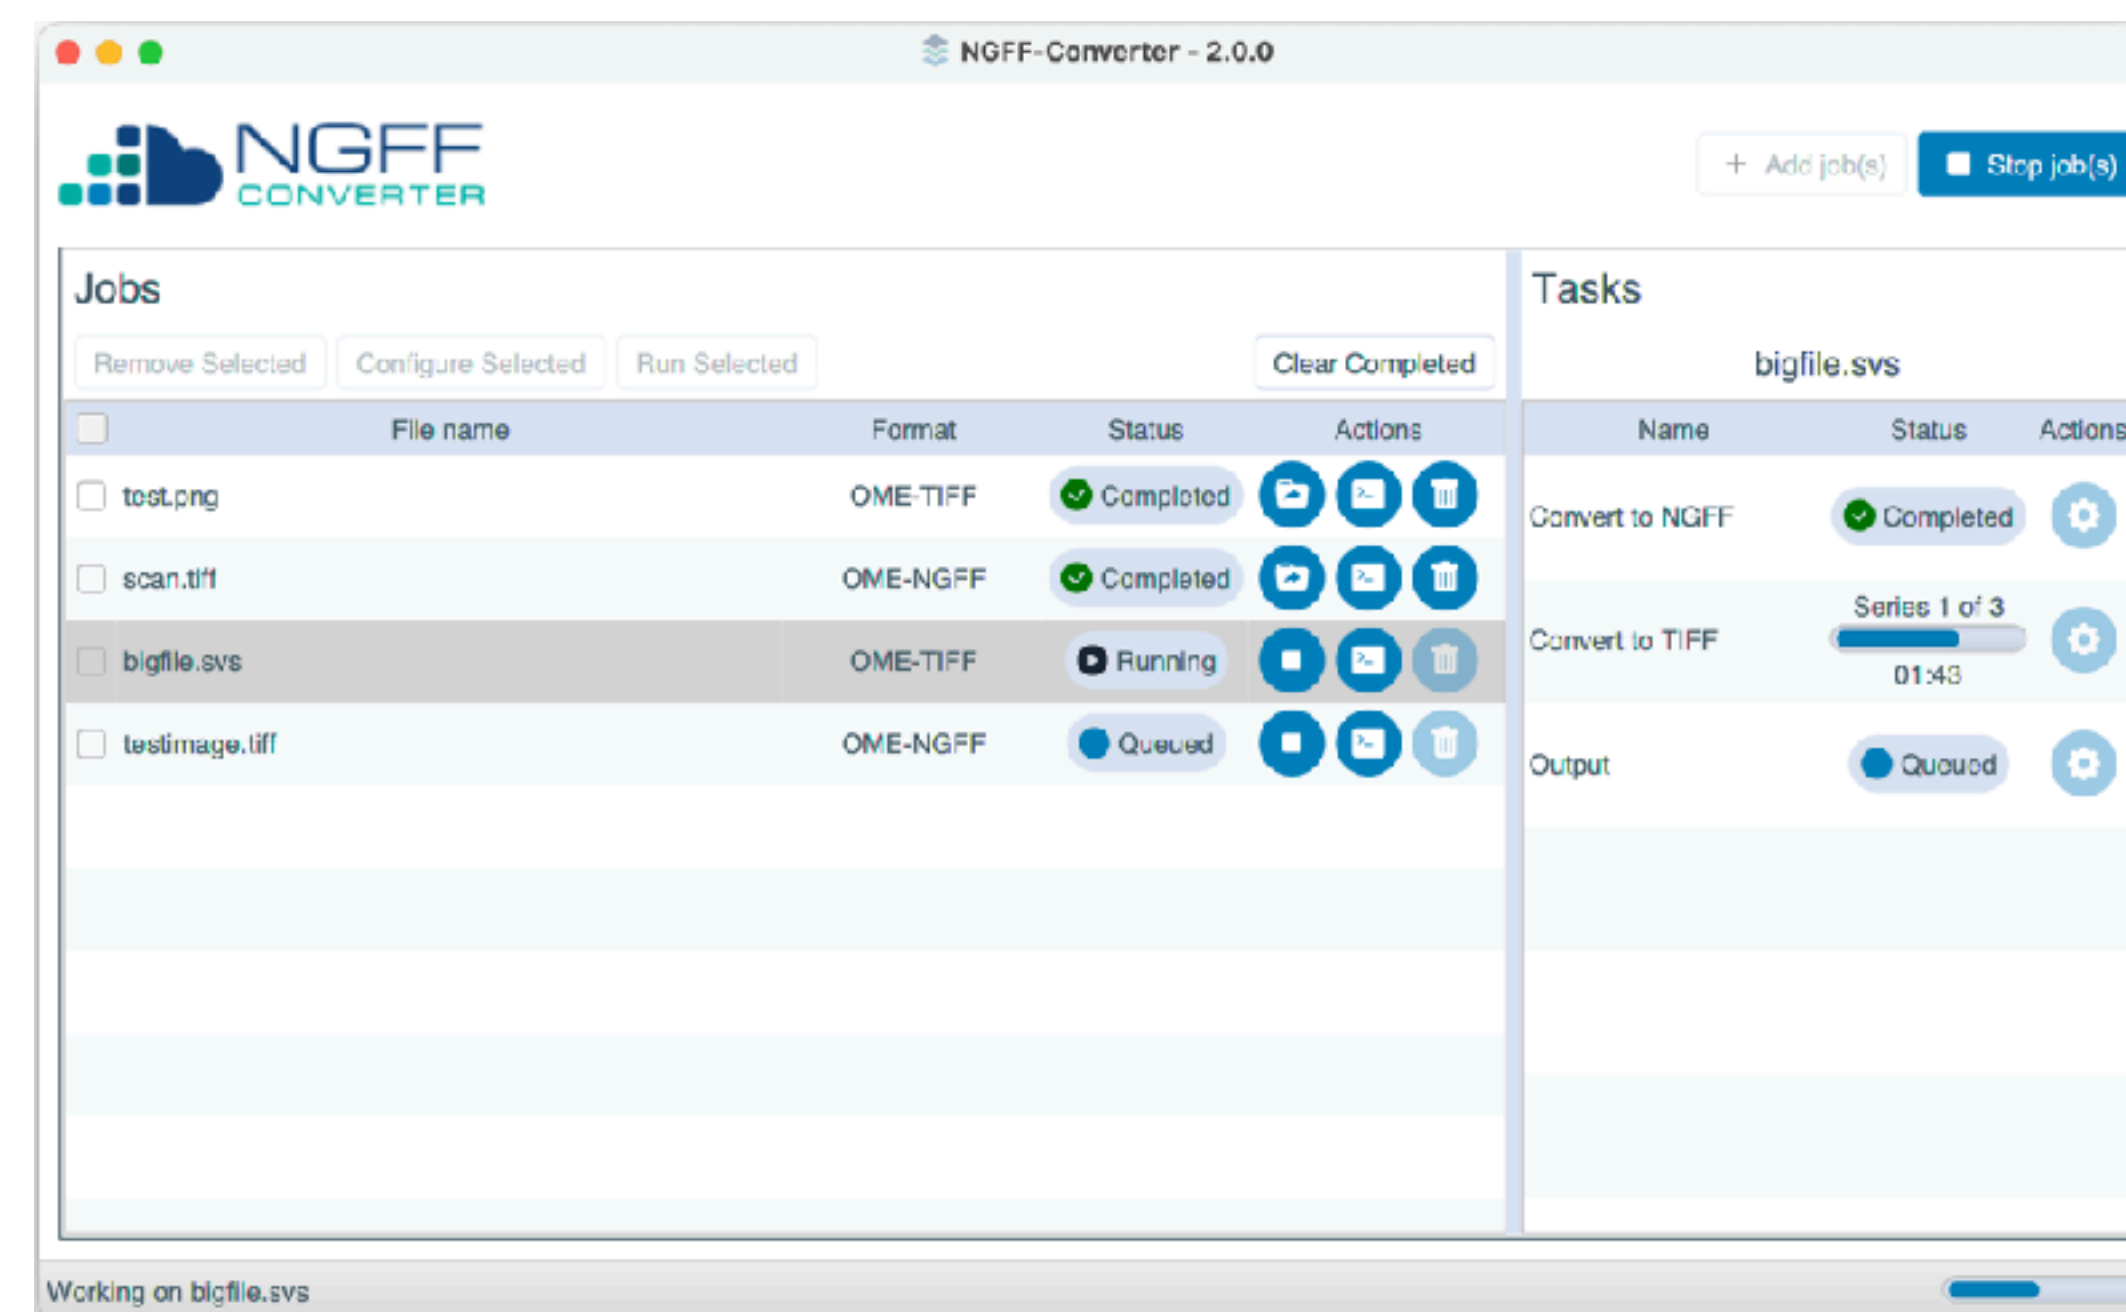 NGFF-Converter - 2.0.0
NGFF
CONVERTER
+ Add job(s) Stop job(s)
Jobs
Remove Selected Configure Selected Run Selected Clear Completed
File name Format Status Actions
test.png OME-TIFF Completed
scan.tiff OME-NGFF Completed
bigfile.svs OME-TIFF Running
testimage.tiff OME-NGFF Queued
Tasks
bigfile.svs
Name Status Actions
Convert to NGFF Completed
Series 1 of 3
Convert to TIFF
01:43
Output Queued
Working on bigfile.svs